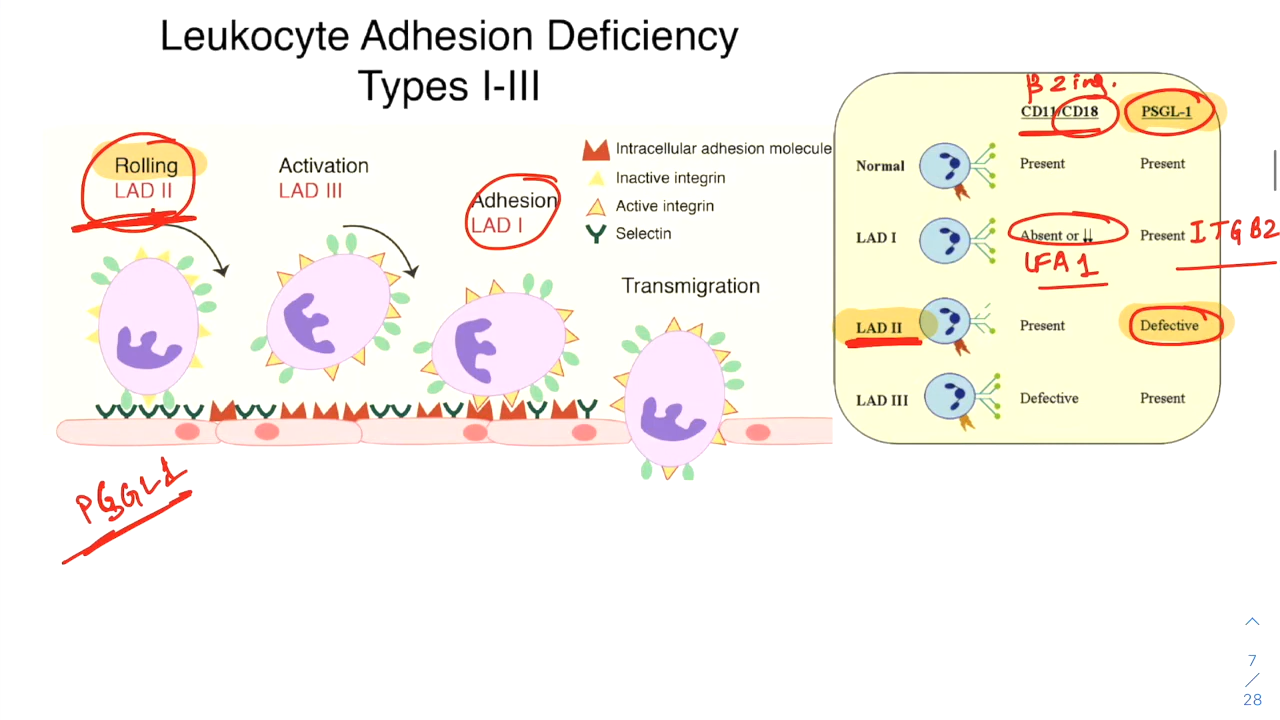 Leukocyte Adhesion Deficiency
Types I-III
Rolling
LAD II
Activation
LAD III
Adhesion
LAD I
Transmigration
Intracellular adhesion molecule
Inactive integrin
Active integrin
Selectin
β2 ing.
CD11/CD18 PSGL-1
Normal Present Present
LAD I Absent or ↓↓ Present ITGB2
LFA1
LAD II Present Defective
LAD III Defective Present
PSGL1
7
/
28